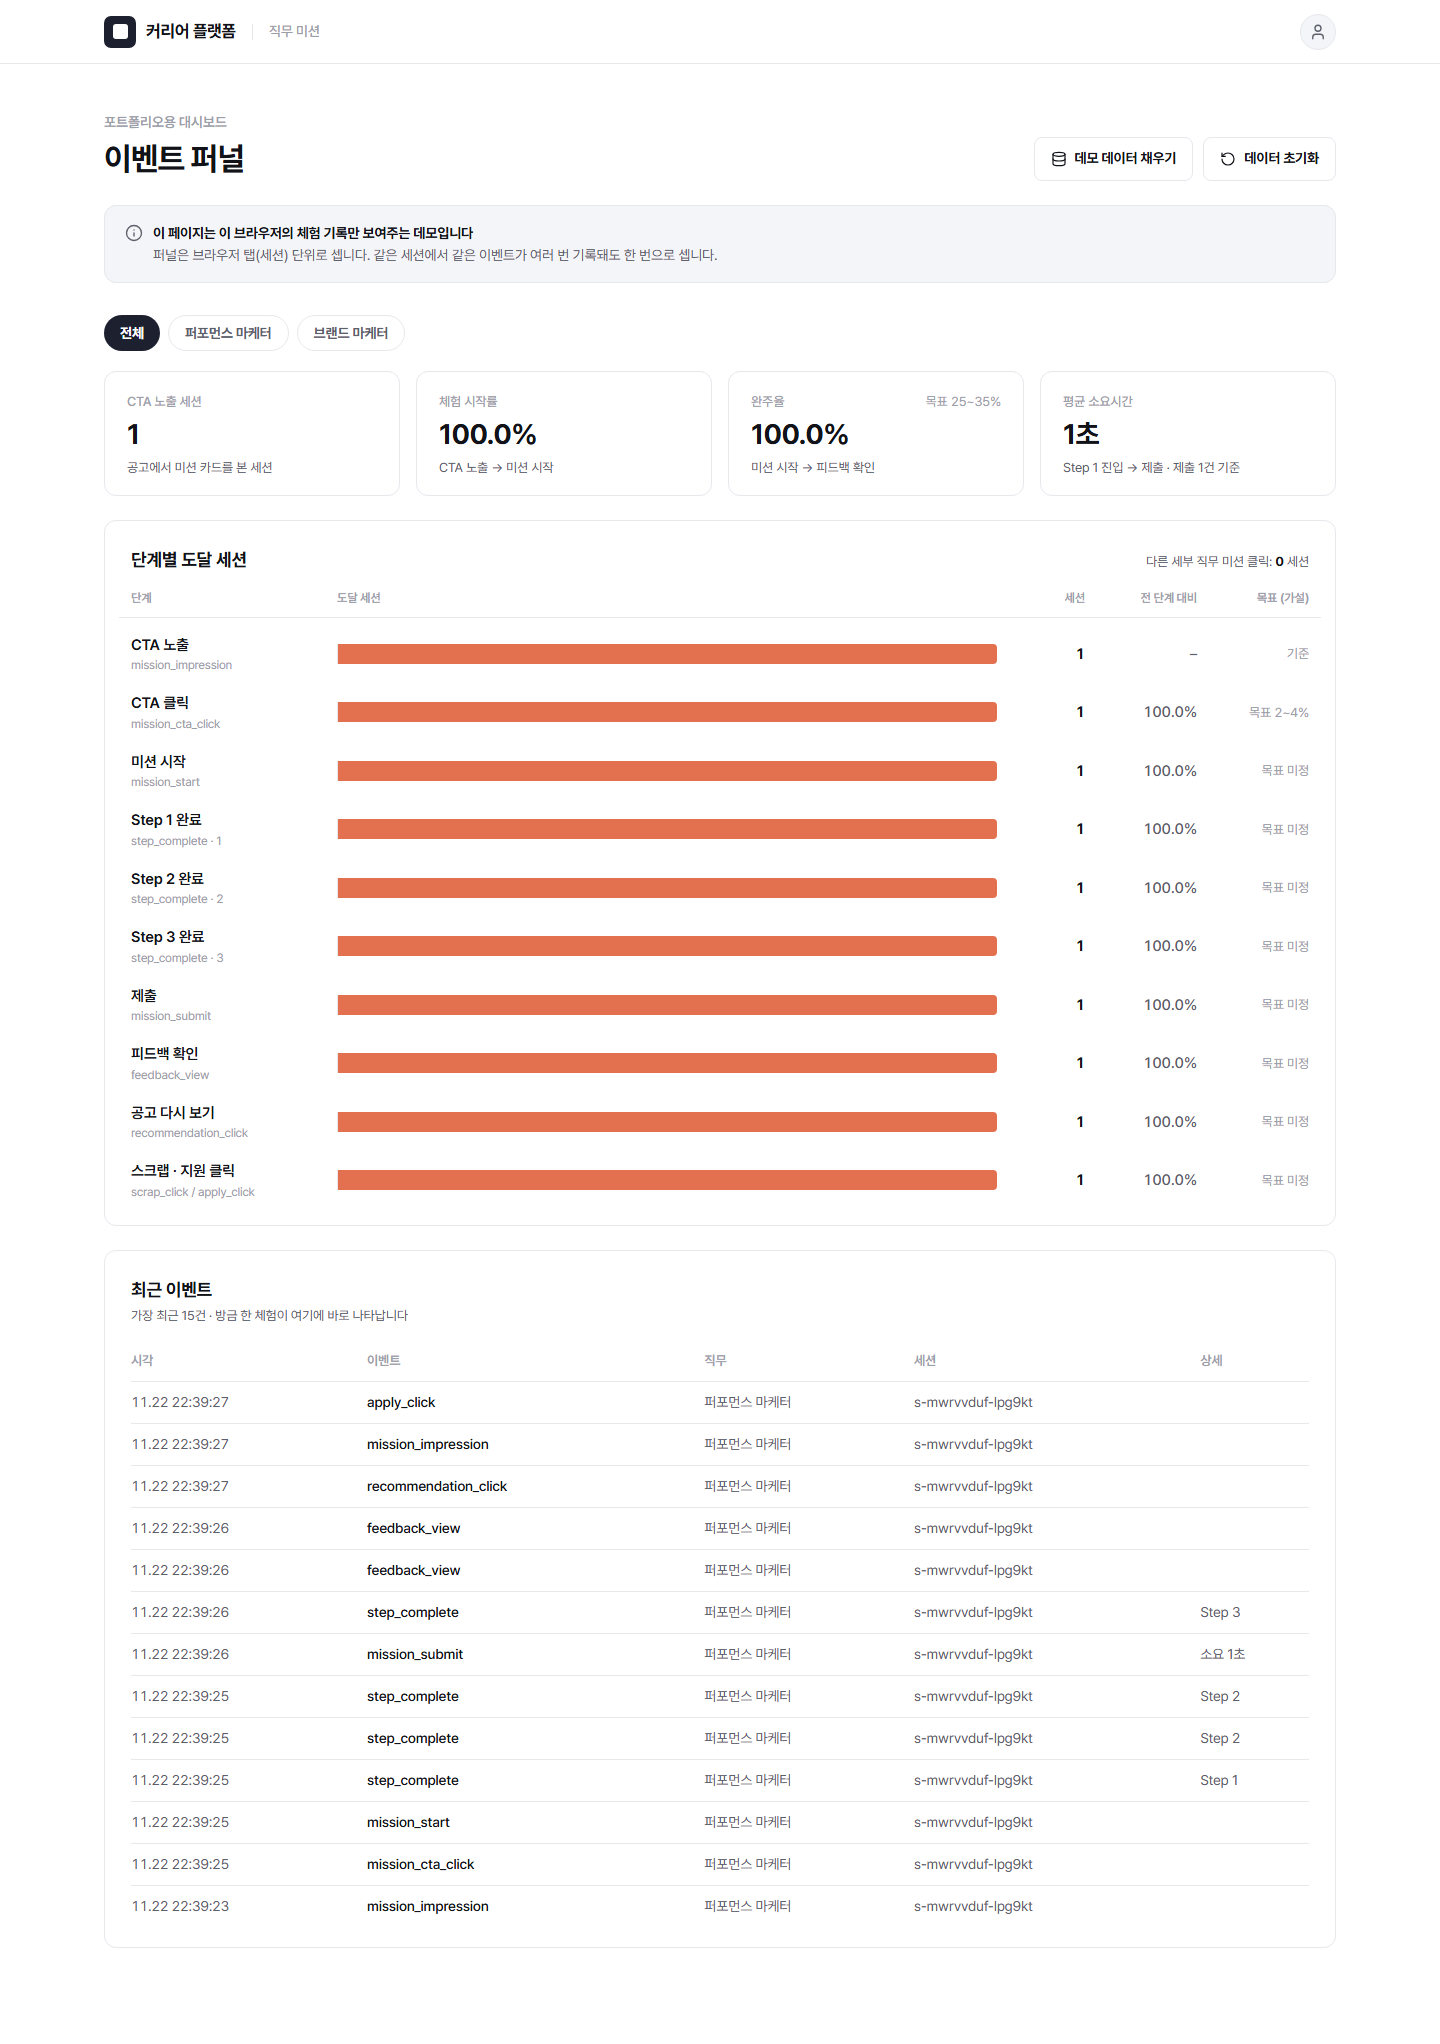 커리어 플랫폼 직무 미션
포트폴리오용 대시보드
이벤트 퍼널
데모 데이터 채우기 데이터 초기화
이 페이지는 이 브라우저의 체험 기록만 보여주는 데모입니다
퍼널은 브라우저 탭(세션) 단위로 셉니다. 같은 세션에서 같은 이벤트가 여러 번 기록돼도 한 번으로 셉니다.
전체 퍼포먼스 마케터 브랜드 마케터
CTA 노출 세션
1
공고에서 미션 카드를 본 세션
체험 시작률
100.0%
CTA 노출 → 미션 시작
완주율 목표 25~35%
100.0%
미션 시작 → 피드백 확인
평균 소요시간
1초
Step 1 진입 → 제출 · 제출 1건 기준
단계별 도달 세션 다른 세부 직무 미션 클릭: 0 세션
단계 도달 세션 세션 전 단계 대비 목표 (가설)
CTA 노출 1 – 기준
mission_impression
CTA 클릭 1 100.0% 목표 2~4%
mission_cta_click
미션 시작 1 100.0% 목표 미정
mission_start
Step 1 완료 1 100.0% 목표 미정
step_complete · 1
Step 2 완료 1 100.0% 목표 미정
step_complete · 2
Step 3 완료 1 100.0% 목표 미정
step_complete · 3
제출 1 100.0% 목표 미정
mission_submit
피드백 확인 1 100.0% 목표 미정
feedback_view
공고 다시 보기 1 100.0% 목표 미정
recommendation_click
스크랩 · 지원 클릭 1 100.0% 목표 미정
scrap_click / apply_click
최근 이벤트
가장 최근 15건 · 방금 한 체험이 여기에 바로 나타납니다
시각 이벤트 직무 세션 상세
11.22 22:39:27 apply_click 퍼포먼스 마케터 s-mwrvvduf-lpg9kt
11.22 22:39:27 mission_impression 퍼포먼스 마케터 s-mwrvvduf-lpg9kt
11.22 22:39:27 recommendation_click 퍼포먼스 마케터 s-mwrvvduf-lpg9kt
11.22 22:39:26 feedback_view 퍼포먼스 마케터 s-mwrvvduf-lpg9kt
11.22 22:39:26 feedback_view 퍼포먼스 마케터 s-mwrvvduf-lpg9kt
11.22 22:39:26 step_complete 퍼포먼스 마케터 s-mwrvvduf-lpg9kt Step 3
11.22 22:39:26 mission_submit 퍼포먼스 마케터 s-mwrvvduf-lpg9kt 소요 1초
11.22 22:39:25 step_complete 퍼포먼스 마케터 s-mwrvvduf-lpg9kt Step 2
11.22 22:39:25 step_complete 퍼포먼스 마케터 s-mwrvvduf-lpg9kt Step 2
11.22 22:39:25 step_complete 퍼포먼스 마케터 s-mwrvvduf-lpg9kt Step 1
11.22 22:39:25 mission_start 퍼포먼스 마케터 s-mwrvvduf-lpg9kt
11.22 22:39:25 mission_cta_click 퍼포먼스 마케터 s-mwrvvduf-lpg9kt
11.22 22:39:23 mission_impression 퍼포먼스 마케터 s-mwrvvduf-lpg9kt